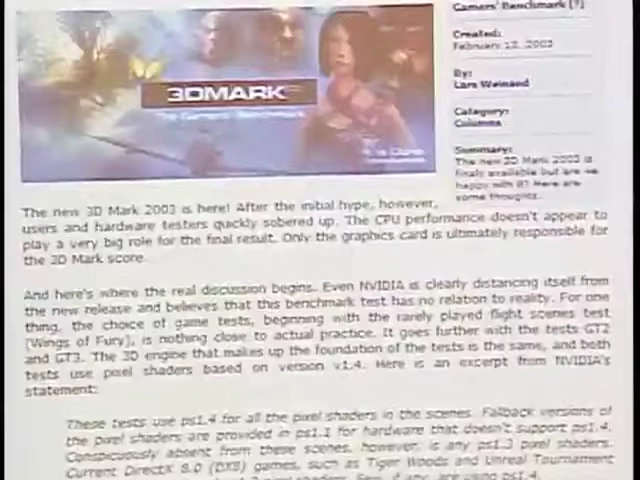 Gamers' Benchmark (?)
Created:
February 12, 2003
By:
Lars Weinand
Category:
Columns
Summary:
The new 3D Mark 2003 is
finally available but are we
happy with it? Here are
some thoughts.
3DMARK
The Gamers' Benchmark
The new 3D Mark 2003 is here! After the initial hype, however,
users and hardware testers quickly sobered up. The CPU performance doesn't appear to
play a very big role for the final result. Only the graphics card is ultimately responsible for
the 3D Mark score.
And here's where the real discussion begins. Even NVIDIA is clearly distancing itself from
the new release and believes that this benchmark test has no relation to reality. For one
thing, the choice of game tests, beginning with the rarely played flight scenes test
(Wings of Fury), is nothing close to actual practice. It goes further with the tests GT2
and GT3. The 3D engine that makes up the foundation of the tests is the same, and both
tests use pixel shaders based on version v1.4. Here is an excerpt from NVIDIA's
statement:
These tests use ps1.4 for all the pixel shaders in the scenes. Fallback versions of
the pixel shaders are provided in ps1.1 for hardware that doesn't support ps1.4.
Conspicuously absent from these scenes, however, is any ps1.3 pixel shaders.
Current DirectX 8.0 (DX8) games, such as Tiger Woods and Unreal Tournament
pixel shaders. Few, if any, are using ps1.4.